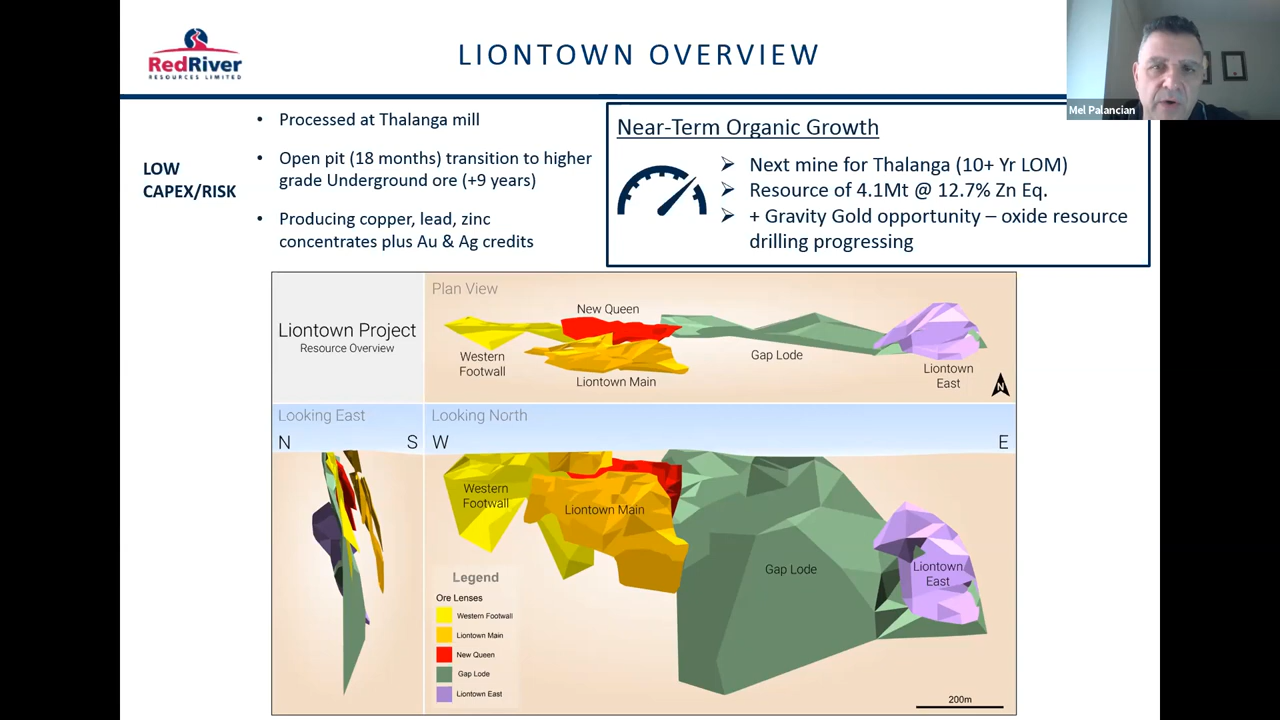 RedRiver
RESOURCES LIMITED
LIONTOWN OVERVIEW
Mel Palancian
LOW
CAPEX/RISK
• Processed at Thalanga mill
• Open pit (18 months) transition to higher
grade Underground ore (+9 years)
• Producing copper, lead, zinc
concentrates plus Au & Ag credits
Near-Term Organic Growth
➢ Next mine for Thalanga (10+ Yr LOM)
➢ Resource of 4.1Mt @ 12.7% Zn Eq.
➢ + Gravity Gold opportunity – oxide resource
drilling progressing
Liontown Project
Resource Overview
Plan View
New Queen
Western
Footwall
Liontown Main
Gap Lode
Liontown
East
N
Looking East
N S
Looking North
W E
Western
Footwall
Liontown Main
Gap Lode
Liontown
East
Legend
Ore Lenses
Western Footwall
Liontown Main
New Queen
Gap Lode
Liontown East
200m